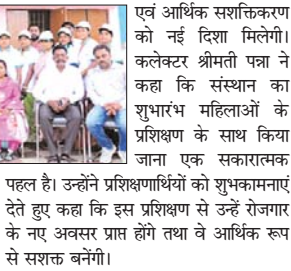 एवं आर्थिक सशक्तिकरण
को नई दिशा मिलेगी।
कलेक्टर श्रीमती पन्ना ने
कहा कि संस्थान का
शुभारंभ महिलाओं के
प्रशिक्षण के साथ किया
जाना एक सकारात्मक
पहल है। उन्होंने प्रशिक्षणार्थियों को शुभकामनाएं
देते हुए कहा कि इस प्रशिक्षण से उन्हें रोजगार
के नए अवसर प्राप्त होंगे तथा वे आर्थिक रूप
से सशक्त बनेंगी।